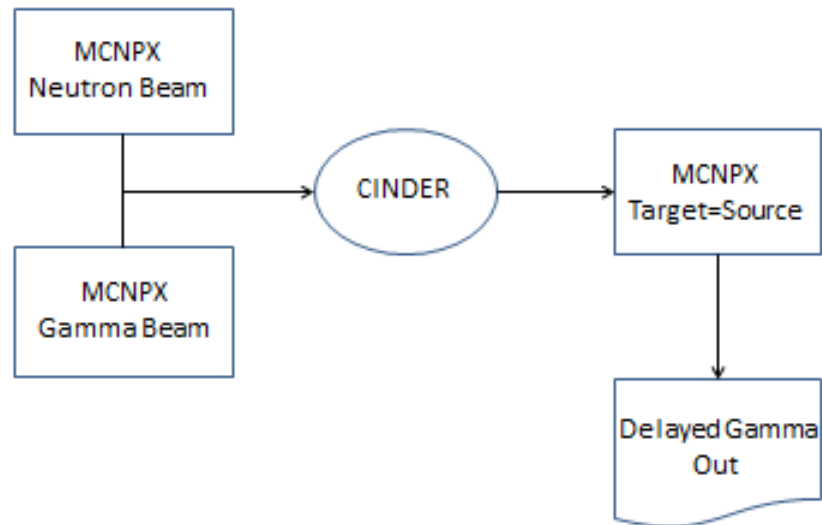 MCNPX
Neutron Beam
MCNPX
Gamma Beam
CINDER
MCNPX
Target=Source
Delayed Gamma
Out